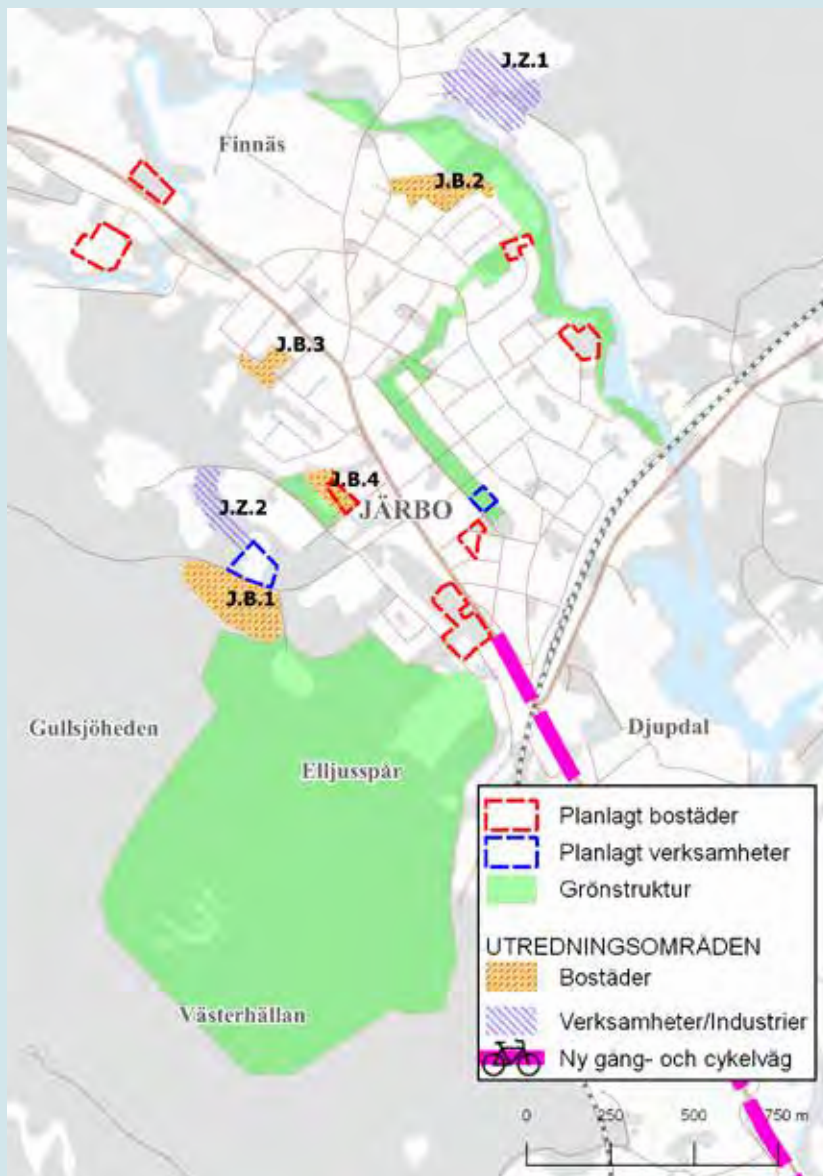 J.Z.1
Finnäs
J.B.2
J.B.3
J.B.4
J.Z.2
JÄRBO
J.B.1
Gullsjöheden
Djupdal
Elljusspår
Västerhällan
Planlagt bostäder
Planlagt verksamheter
Grönstruktur
UTREDNINGSOMRÅDEN
Bostäder
Verksamheter/Industrier
Ny gång- och cykelväg
0 250 500 750 m